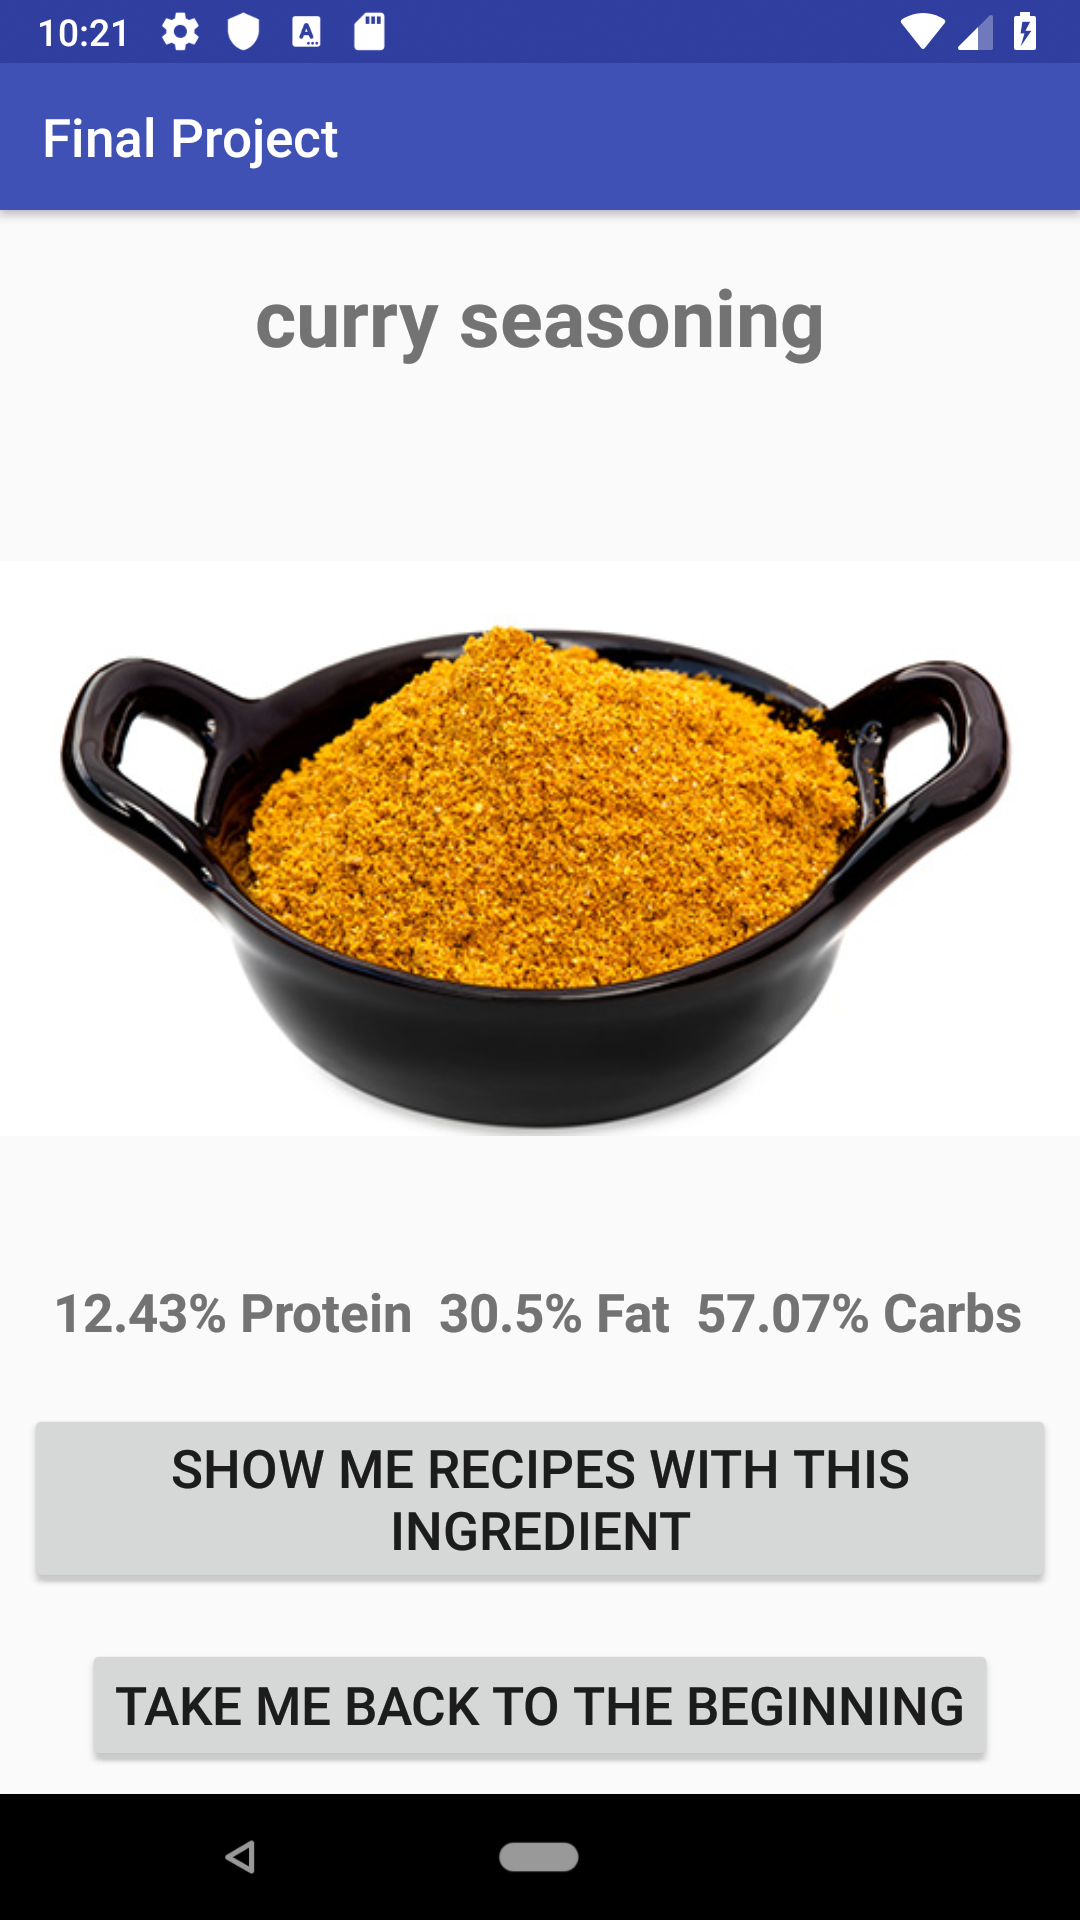 10:21
Final Project
curry seasoning
12.43% Protein 30.5% Fat 57.07% Carbs
SHOW ME RECIPES WITH THIS
INGREDIENT
TAKE ME BACK TO THE BEGINNING